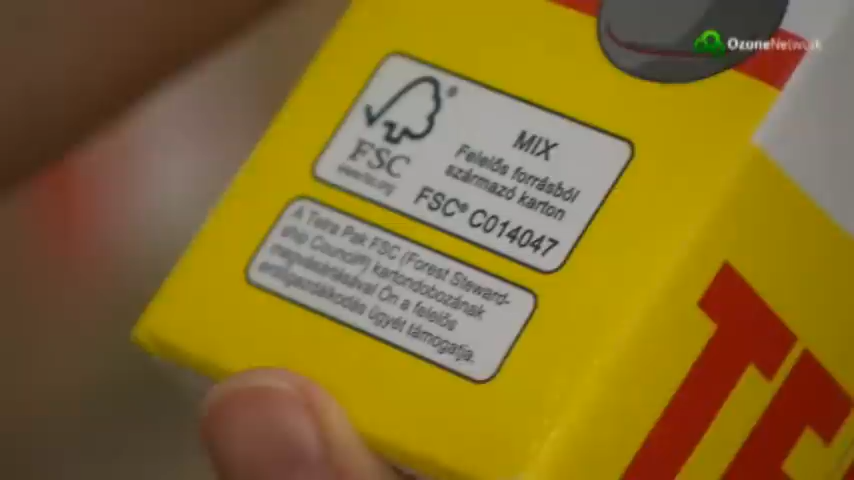 OzoneNetwork
FSC®
www.fsc.org
MIX
Felelős forrásból
származó karton
FSC® C014047
A Tetra Pak FSC (Forest Steward-
ship Council®) kartondobozának
megvásárlásával Ön a felelős
erdőgazdálkodás ügyét támogatja.
TE